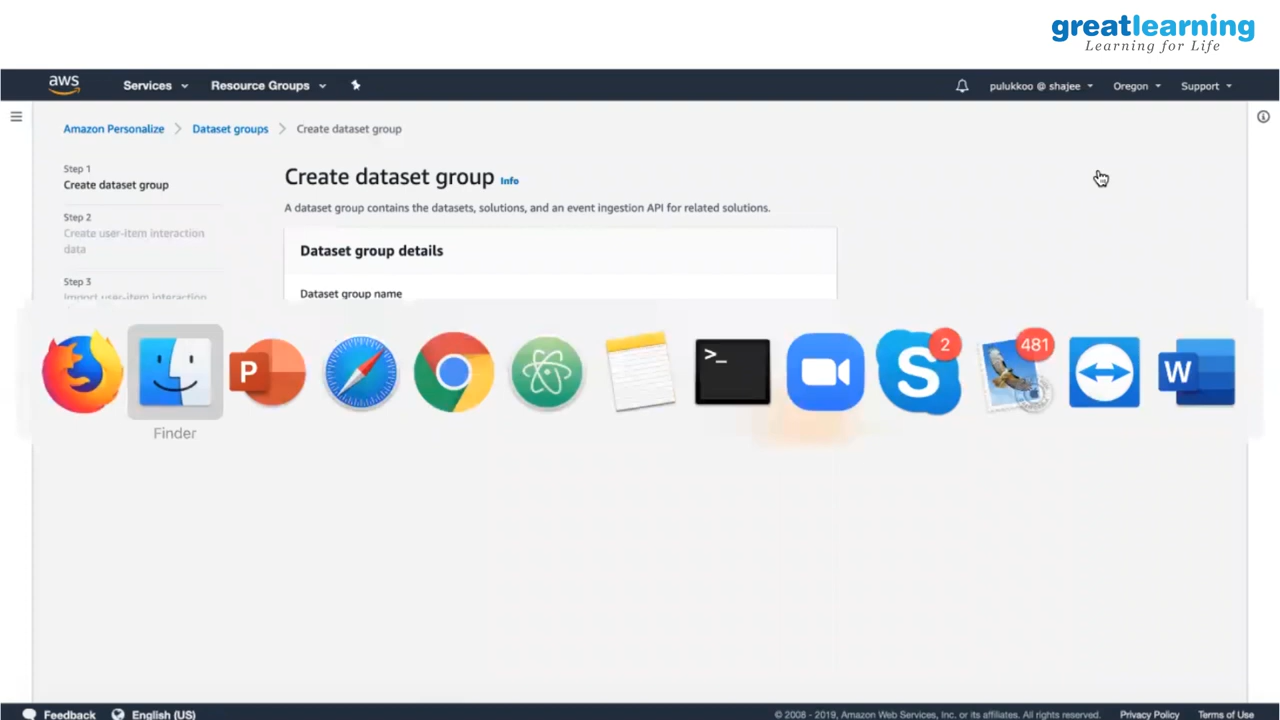 greatlearning
Learning for Life
aws
Services
Resource Groups
pulukkoo @ shajee
Oregon
Support
Amazon Personalize
Dataset groups
Create dataset group
Step 1
Create dataset group
Step 2
Create user-item interaction
data
Step 3
Import user-item interaction
Create dataset group
Info
A dataset group contains the datasets, solutions, and an event ingestion API for related solutions.
Dataset group details
Dataset group name
P
>_
S
2
481
W
Finder
Feedback
English (US)
© 2008 - 2019, Amazon Web Services, Inc. or its affiliates. All rights reserved.
Privacy Policy
Terms of Use